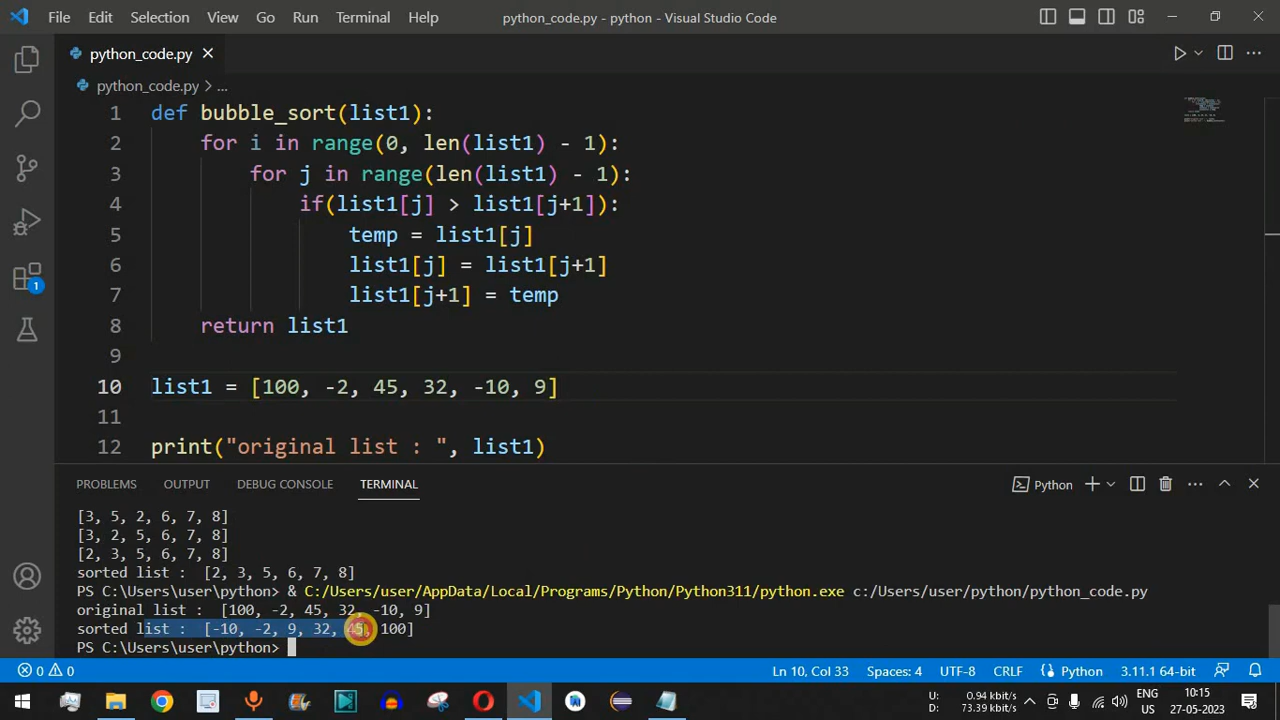 File Edit Selection View Go Run Terminal Help python_code.py - python - Visual Studio Code
python_code.py
python_code.py > ...
1 def bubble_sort(list1):
2     for i in range(0, len(list1) - 1):
3         for j in range(len(list1) - 1):
4             if(list1[j] > list1[j+1]):
5                 temp = list1[j]
6                 list1[j] = list1[j+1]
7                 list1[j+1] = temp
8     return list1
9
10 list1 = [100, -2, 45, 32, -10, 9]
11
12 print("original list : ", list1)
1
PROBLEMS OUTPUT DEBUG CONSOLE TERMINAL Python
[3, 5, 2, 6, 7, 8]
[3, 2, 5, 6, 7, 8]
[2, 3, 5, 6, 7, 8]
sorted list :  [2, 3, 5, 6, 7, 8]
PS C:\Users\user\python> & C:/Users/user/AppData/Local/Programs/Python/Python311/python.exe c:/Users/user/python/python_code.py
original list :  [100, -2, 45, 32, -10, 9]
sorted list :  [-10, -2, 9, 32, 45, 100]
PS C:\Users\user\python>
0 0 Ln 10, Col 33 Spaces: 4 UTF-8 CRLF Python 3.11.1 64-bit
U: 0.94 kbit/s ENG 10:15
D: 73.39 kbit/s US 27-05-2023